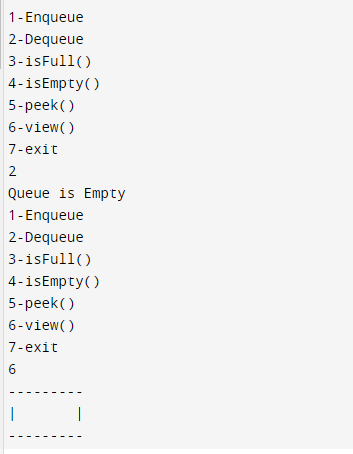 1-Enqueue
2-Dequeue
3-isFull()
4-isEmpty()
5-peek()
6-view()
7-exit
2
Queue is Empty
1-Enqueue
2-Dequeue
3-isFull()
4-isEmpty()
5-peek()
6-view()
7-exit
6
---------
|       |
---------